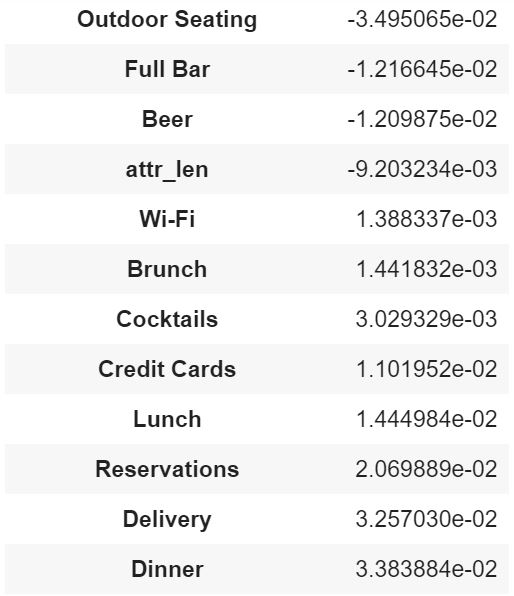 Outdoor Seating -3.495065e-02
Full Bar -1.216645e-02
Beer -1.209875e-02
attr_len -9.203234e-03
Wi-Fi 1.388337e-03
Brunch 1.441832e-03
Cocktails 3.029329e-03
Credit Cards 1.101952e-02
Lunch 1.444984e-02
Reservations 2.069889e-02
Delivery 3.257030e-02
Dinner 3.383884e-02